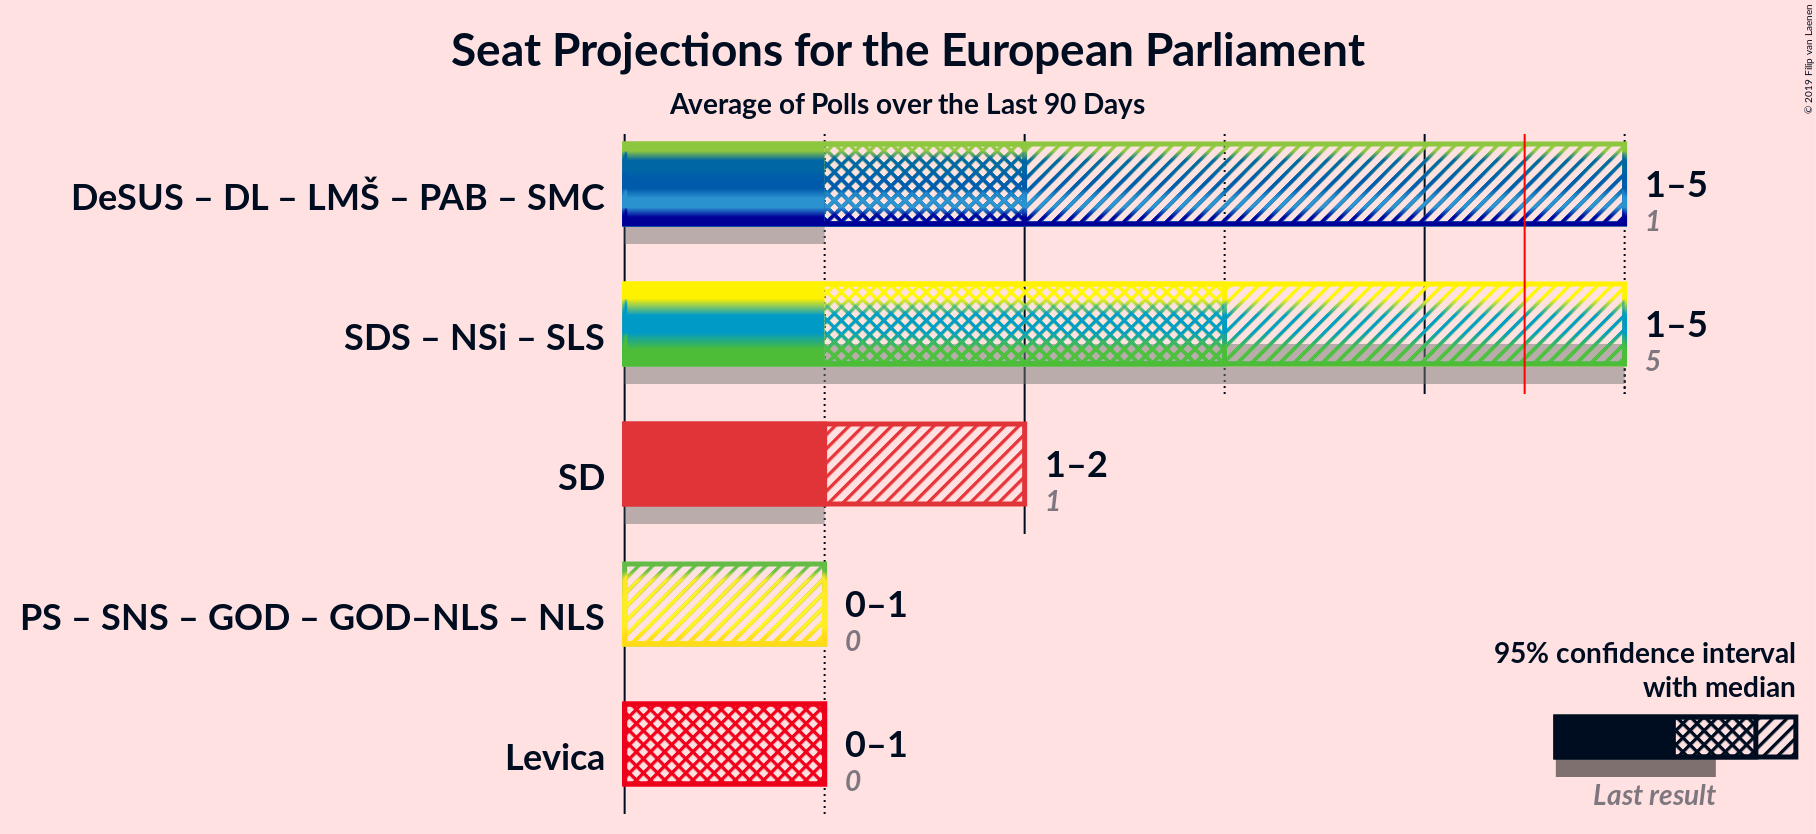 Seat Projections for the European Parliament
Average of Polls over the Last 90 Days
© 2019 Filip van Laenen
DeSUS – DL – LMŠ – PAB – SMC
1–5
1
SDS – NSi – SLS
1–5
5
SD
1–2
1
PS – SNS – GOD – GOD–NLS – NLS
0–1
0
Levica
0–1
0
95% confidence interval
with median
Last result